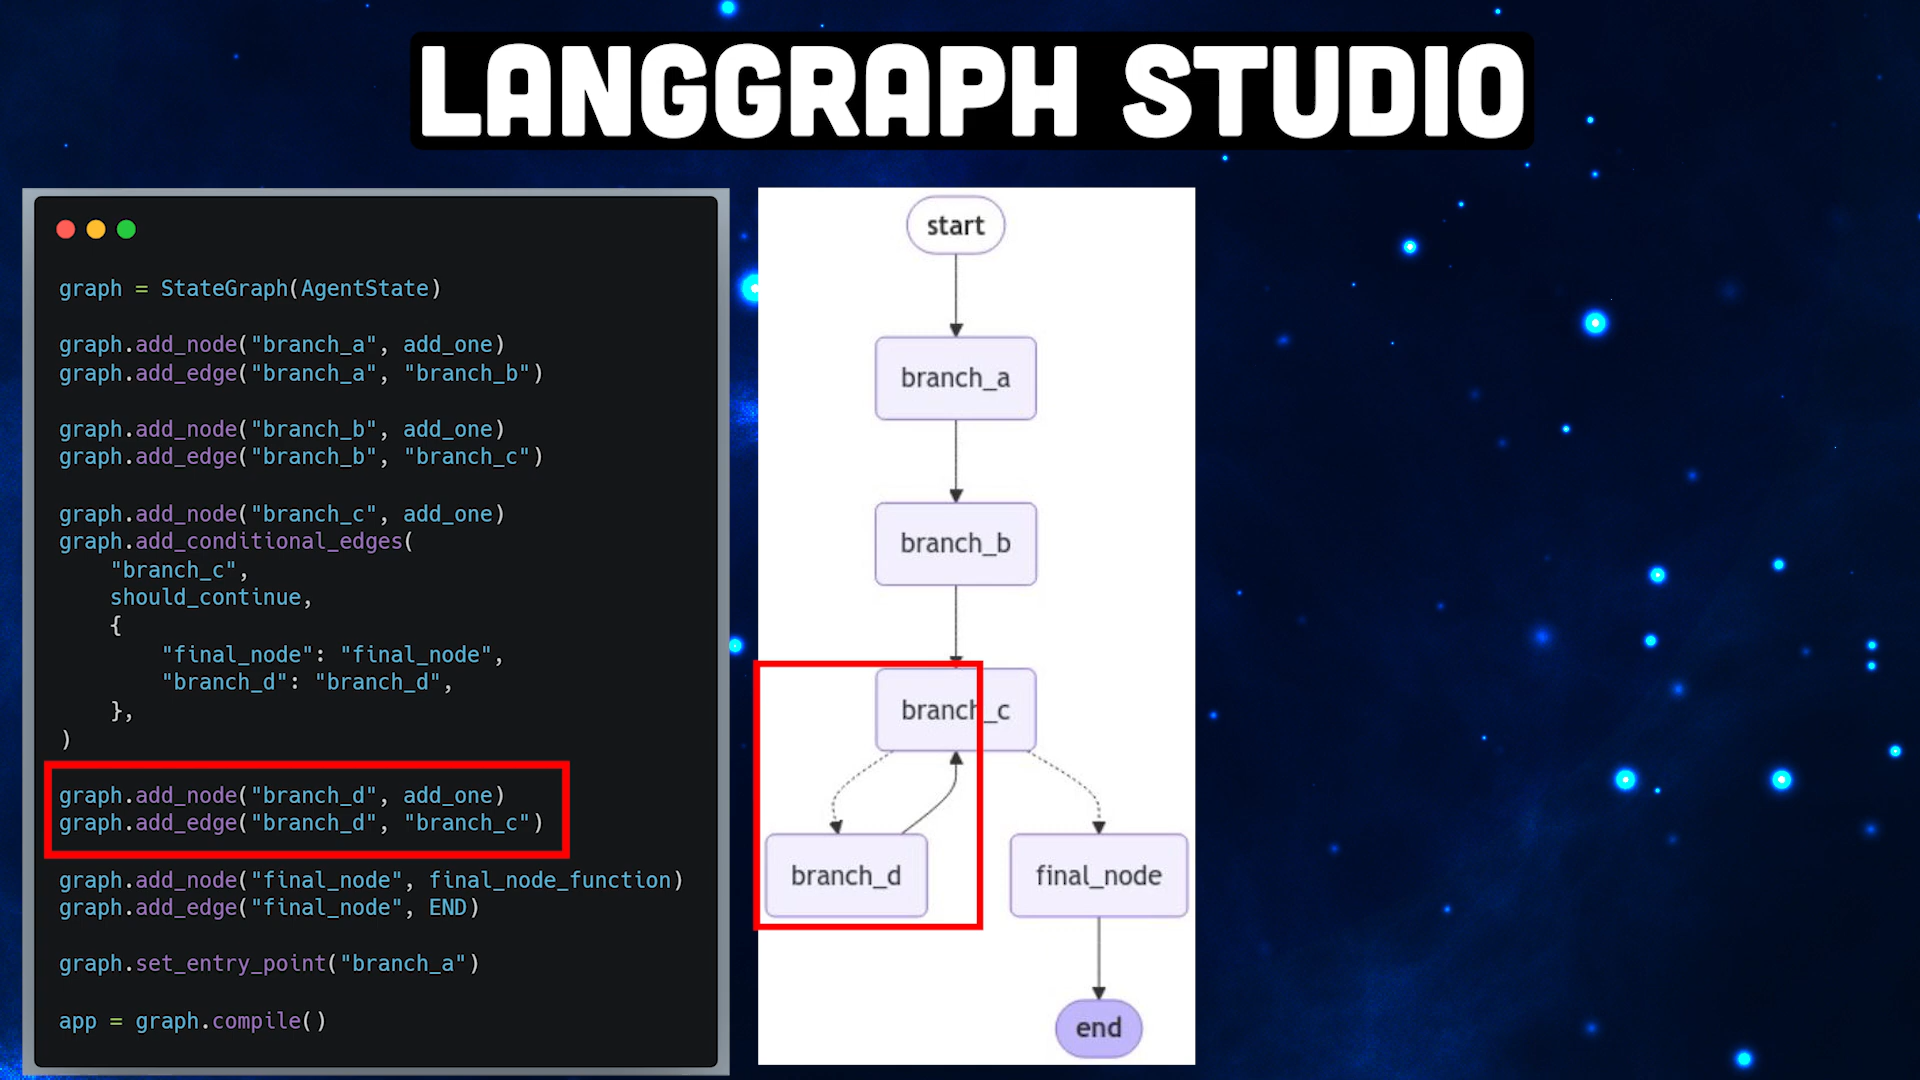 LANGGRAPH STUDIO
graph = StateGraph(AgentState)
graph.add_node("branch_a", add_one)
graph.add_edge("branch_a", "branch_b")
graph.add_node("branch_b", add_one)
graph.add_edge("branch_b", "branch_c")
graph.add_node("branch_c", add_one)
graph.add_conditional_edges(
    "branch_c",
    should_continue,
    {
        "final_node": "final_node",
        "branch_d": "branch_d",
    },
)
graph.add_node("branch_d", add_one)
graph.add_edge("branch_d", "branch_c")
graph.add_node("final_node", final_node_function)
graph.add_edge("final_node", END)
graph.set_entry_point("branch_a")
app = graph.compile()
start
branch_a
branch_b
branch_c
branch_d
final_node
end